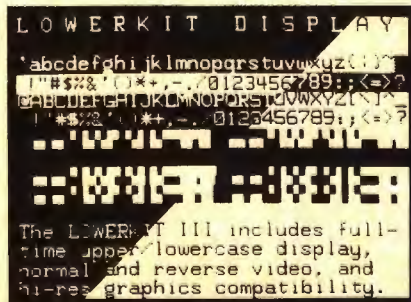 LOWERKIT DISPLAY
`abcdefghijklmnopqrstuvwxyz{|}~
!"#$%&'()*+,-./0123456789:;<=>?
@ABCDEFGHIJKLMNOPQRSTUVWXYZ[\]^_
!"#$%&'()*+,-./0123456789:;<=>?
The LOWERKIT III includes full-
time upper/lowercase display,
normal and reverse video, and
hi-res graphics compatibility.